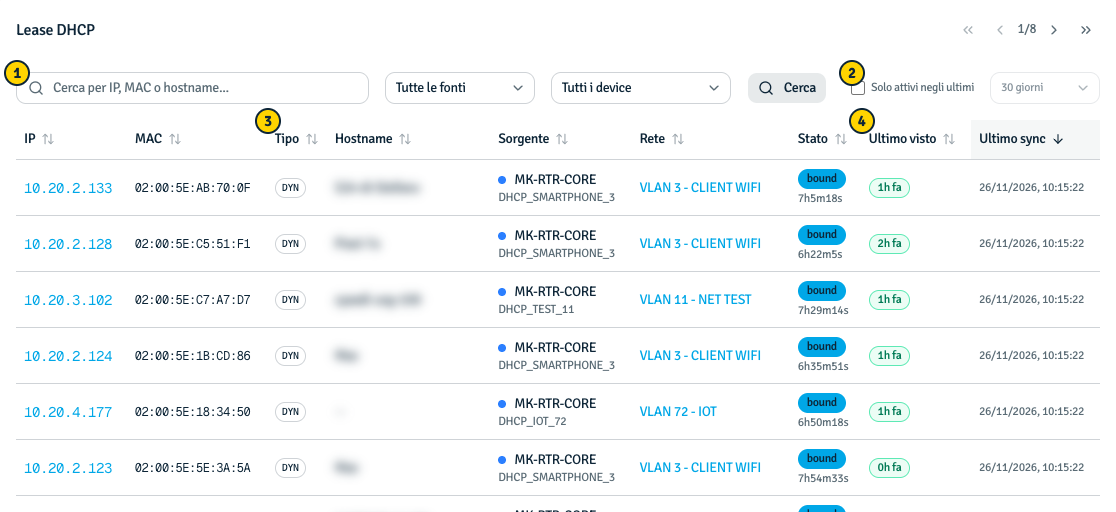 Lease DHCP
1/8
1
2
Cerca per IP, MAC o hostname...
Tutte le fonti
Tutti i device
Cerca
Solo attivi negli ultimi
30 giorni
3
4
IP
MAC
Tipo
Hostname
Sorgente
Rete
Stato
Ultimo visto
Ultimo sync
10.20.2.133 02:00:5E:AB:70:0F DYN MK-RTR-CORE VLAN 3 - CLIENT WIFI bound 1h fa 26/11/2026, 10:15:22
DHCP_SMARTPHONE_3 7h5m18s
10.20.2.128 02:00:5E:C5:51:F1 DYN MK-RTR-CORE VLAN 3 - CLIENT WIFI bound 2h fa 26/11/2026, 10:15:22
DHCP_SMARTPHONE_3 6h22m5s
10.20.3.102 02:00:5E:C7:A7:D7 DYN MK-RTR-CORE VLAN 11 - NET TEST bound 1h fa 26/11/2026, 10:15:22
DHCP_TEST_11 7h29m14s
10.20.2.124 02:00:5E:1B:CD:86 DYN MK-RTR-CORE VLAN 3 - CLIENT WIFI bound 1h fa 26/11/2026, 10:15:22
DHCP_SMARTPHONE_3 6h35m51s
10.20.4.177 02:00:5E:18:34:50 DYN MK-RTR-CORE VLAN 72 - IOT bound 1h fa 26/11/2026, 10:15:22
DHCP_IOT_72 6h50m18s
10.20.2.123 02:00:5E:5E:3A:5A DYN MK-RTR-CORE VLAN 3 - CLIENT WIFI bound 0h fa 26/11/2026, 10:15:22
DHCP_SMARTPHONE_3 7h54m33s